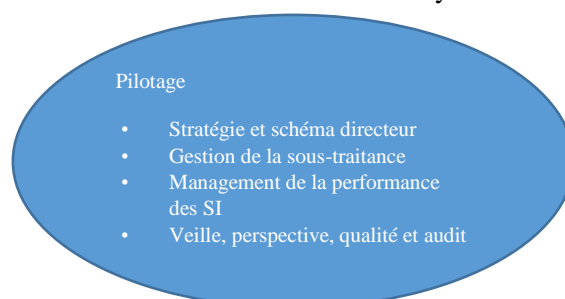 Pilotage
• Stratégie et schéma directeur
• Gestion de la sous-traitance
• Management de la performance
des SI
• Veille, perspective, qualité et audit